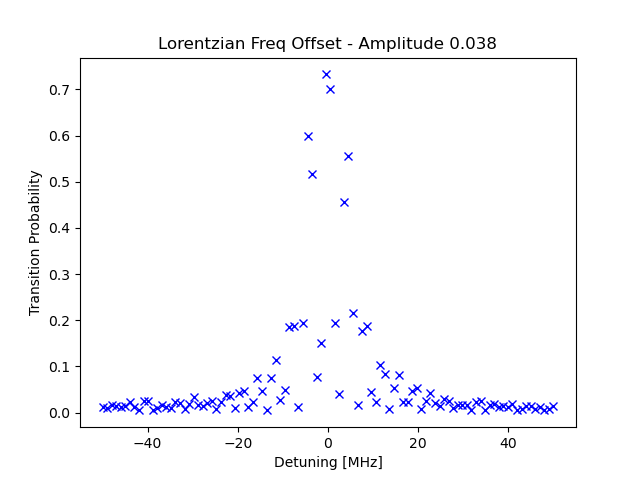 Lorentzian Freq Offset - Amplitude 0.038
Transition Probability
0.7
0.6
0.5
0.4
0.3
0.2
0.1
0.0
−40 −20 0 20 40
Detuning [MHz]